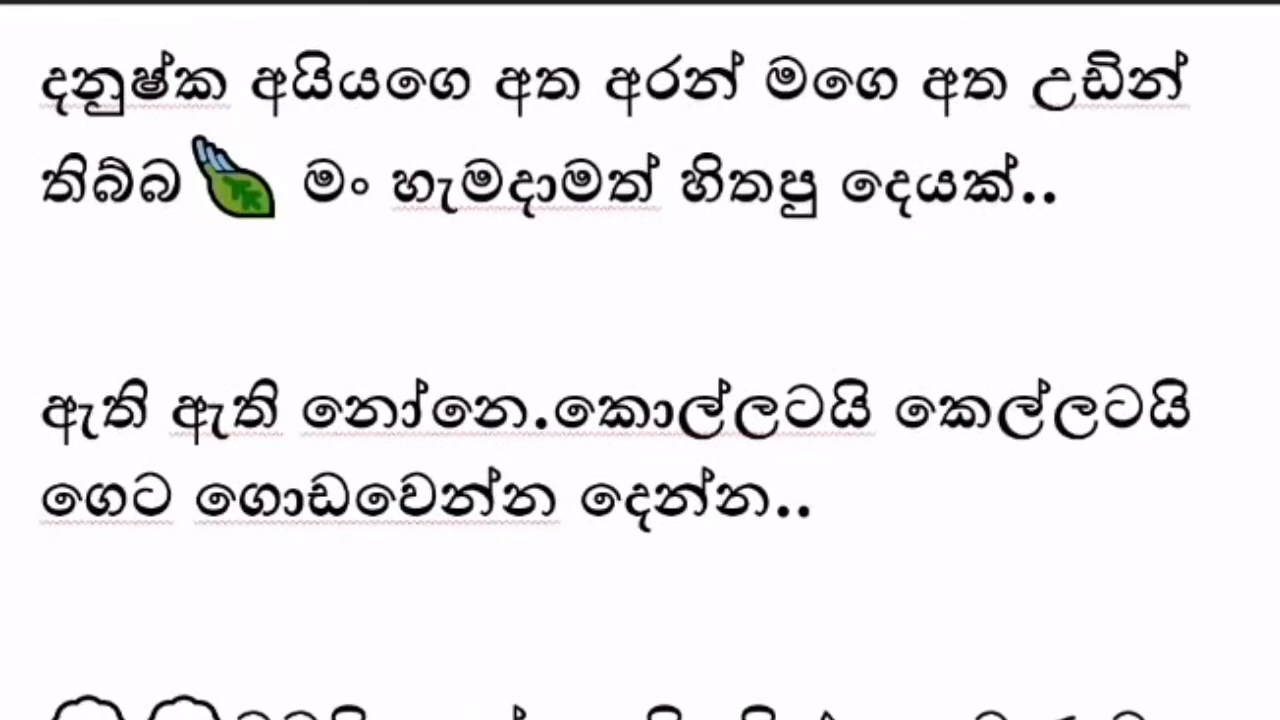 දනුෂ්ක අයියගෙ අත අරන් මගෙ අත උඩින්
තිබ්බ මං හැමදාමත් හිතපු දෙයක්..
ඇති ඇති නෝනෙ.කොල්ලටයි කෙල්ලටයි
ගෙට ගොඩවෙන්න දෙන්න..